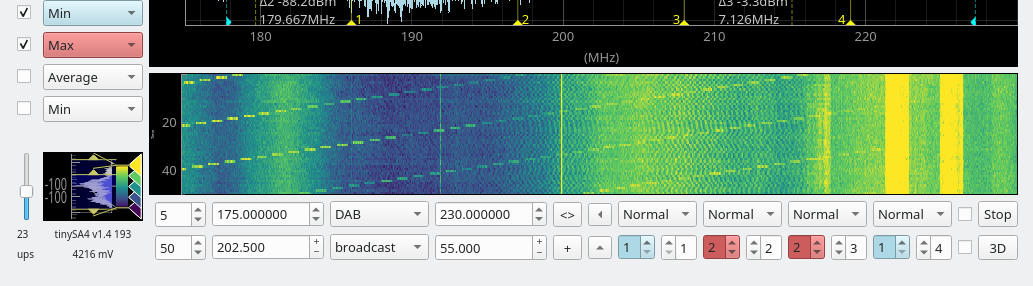 Min
Max
Average
Min
Δ2 -88.2dBm
179.667MHz
1
2
3
Δ3 -3.3dBm
7.126MHz
4
180
190
200
210
220
(MHz)
20
40
-100
-100
23
tinySA4 v1.4 193
ups
4216 mV
5
175.000000
DAB
230.000000
<>
Normal
Normal
Normal
Normal
Stop
50
202.500
broadcast
55.000
+
1
1
2
2
2
3
1
4
3D